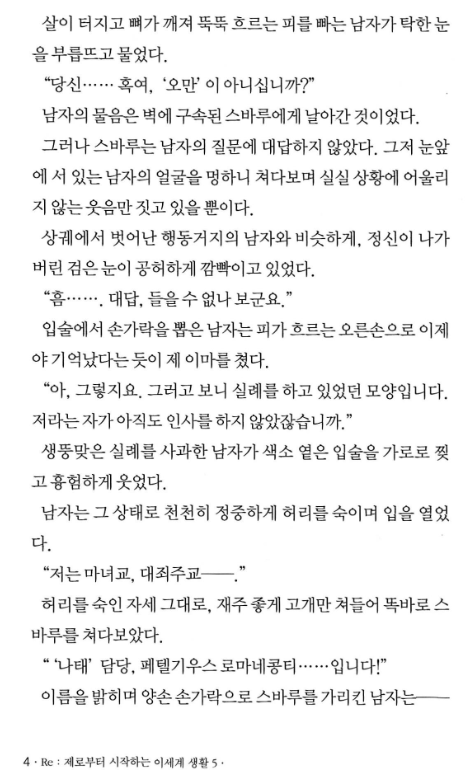 살이 터지고 뼈가 깨져 뚝뚝 흐르는 피를 빠는 남자가 탁한 눈
을 부릅뜨고 물었다.
“당신…… 혹여, ‘오만’이 아니십니까?”
남자의 물음은 벽에 구속된 스바루에게 날아간 것이었다.
그러나 스바루는 남자의 질문에 대답하지 않았다. 그저 눈앞
에 서 있는 남자의 얼굴을 멍하니 쳐다보며 실실 상황에 어울리
지 않는 웃음만 짓고 있을 뿐이다.
상궤에서 벗어난 행동거지의 남자와 비슷하게, 정신이 나가
버린 검은 눈이 공허하게 깜빡이고 있었다.
“흠……. 대답, 들을 수 없나 보군요.”
입술에서 손가락을 뽑은 남자는 피가 흐르는 오른손으로 이제
야 기억났다는 듯이 제 이마를 쳤다.
“아, 그렇지요. 그러고 보니 실례를 하고 있었던 모양입니다.
저라는 자가 아직도 인사를 하지 않았잖습니까.”
생뚱맞은 실례를 사과한 남자가 색소 옅은 입술을 가로로 찢
고 흉험하게 웃었다.
남자는 그 상태로 천천히 정중하게 허리를 숙이며 입을 열었
다.
“저는 마녀교, 대죄주교──.”
허리를 숙인 자세 그대로, 재주 좋게 고개만 쳐들어 똑바로 스
바루를 쳐다보았다.
“ ‘나태’ 담당, 페텔기우스 로마네콩티……입니다!”
이름을 밝히며 양손 손가락으로 스바루를 가리킨 남자는──
4 · Re : 제로부터 시작하는 이세계 생활 5 ·